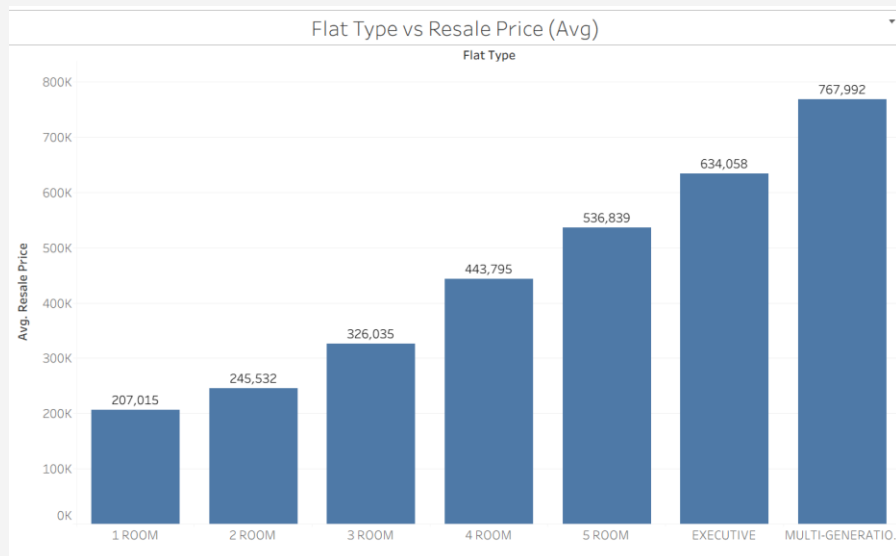 Flat Type vs Resale Price (Avg)
Flat Type
Avg. Resale Price
800K
700K
600K
500K
400K
300K
200K
100K
0K
207,015
245,532
326,035
443,795
536,839
634,058
767,992
1 ROOM
2 ROOM
3 ROOM
4 ROOM
5 ROOM
EXECUTIVE
MULTI-GENERATIO..